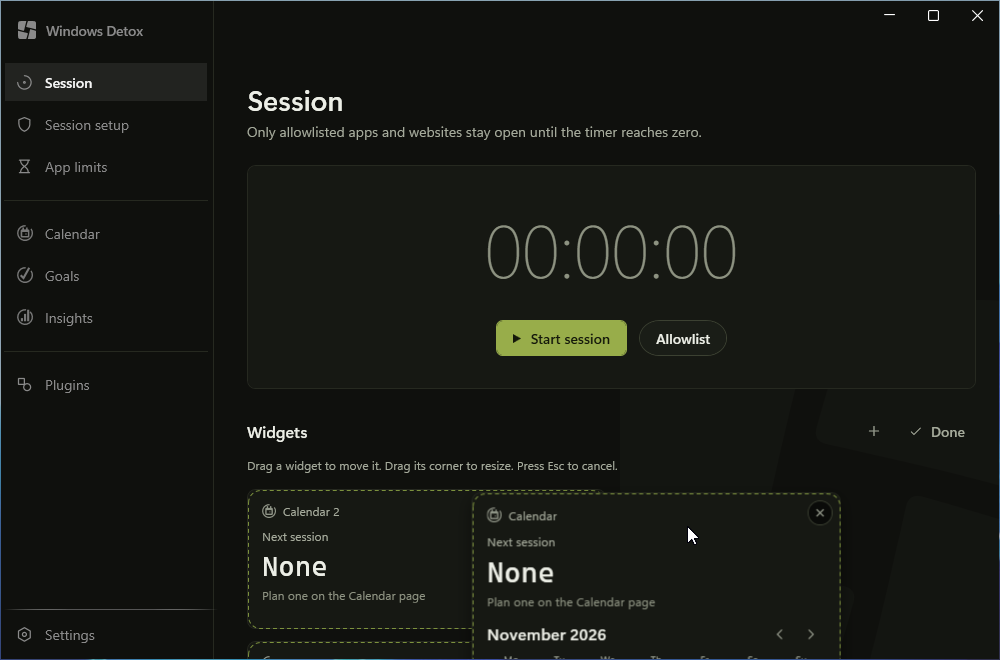 Windows Detox
Session
Session setup
App limits
Calendar
Goals
Insights
Plugins
Settings
Session
Only allowlisted apps and websites stay open until the timer reaches zero.
00:00:00
Start session
Allowlist
Widgets
Done
Drag a widget to move it. Drag its corner to resize. Press Esc to cancel.
Calendar 2
Next session
None
Plan one on the Calendar page
Calendar
Next session
None
Plan one on the Calendar page
November 2026